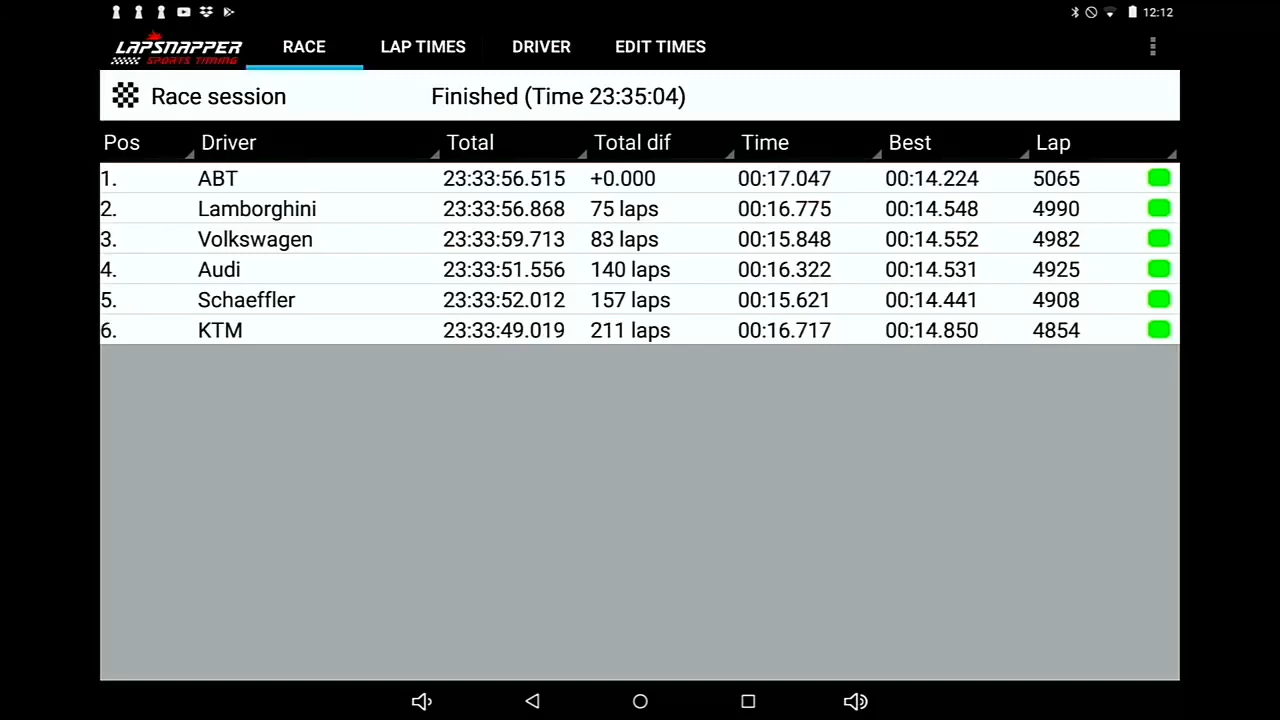 12:12
LAPSNAPPER
SPORTS TIMING
RACE LAP TIMES DRIVER EDIT TIMES
Race session Finished (Time 23:35:04)
Pos Driver Total Total dif Time Best Lap
1. ABT 23:33:56.515 +0.000 00:17.047 00:14.224 5065
2. Lamborghini 23:33:56.868 75 laps 00:16.775 00:14.548 4990
3. Volkswagen 23:33:59.713 83 laps 00:15.848 00:14.552 4982
4. Audi 23:33:51.556 140 laps 00:16.322 00:14.531 4925
5. Schaeffler 23:33:52.012 157 laps 00:15.621 00:14.441 4908
6. KTM 23:33:49.019 211 laps 00:16.717 00:14.850 4854